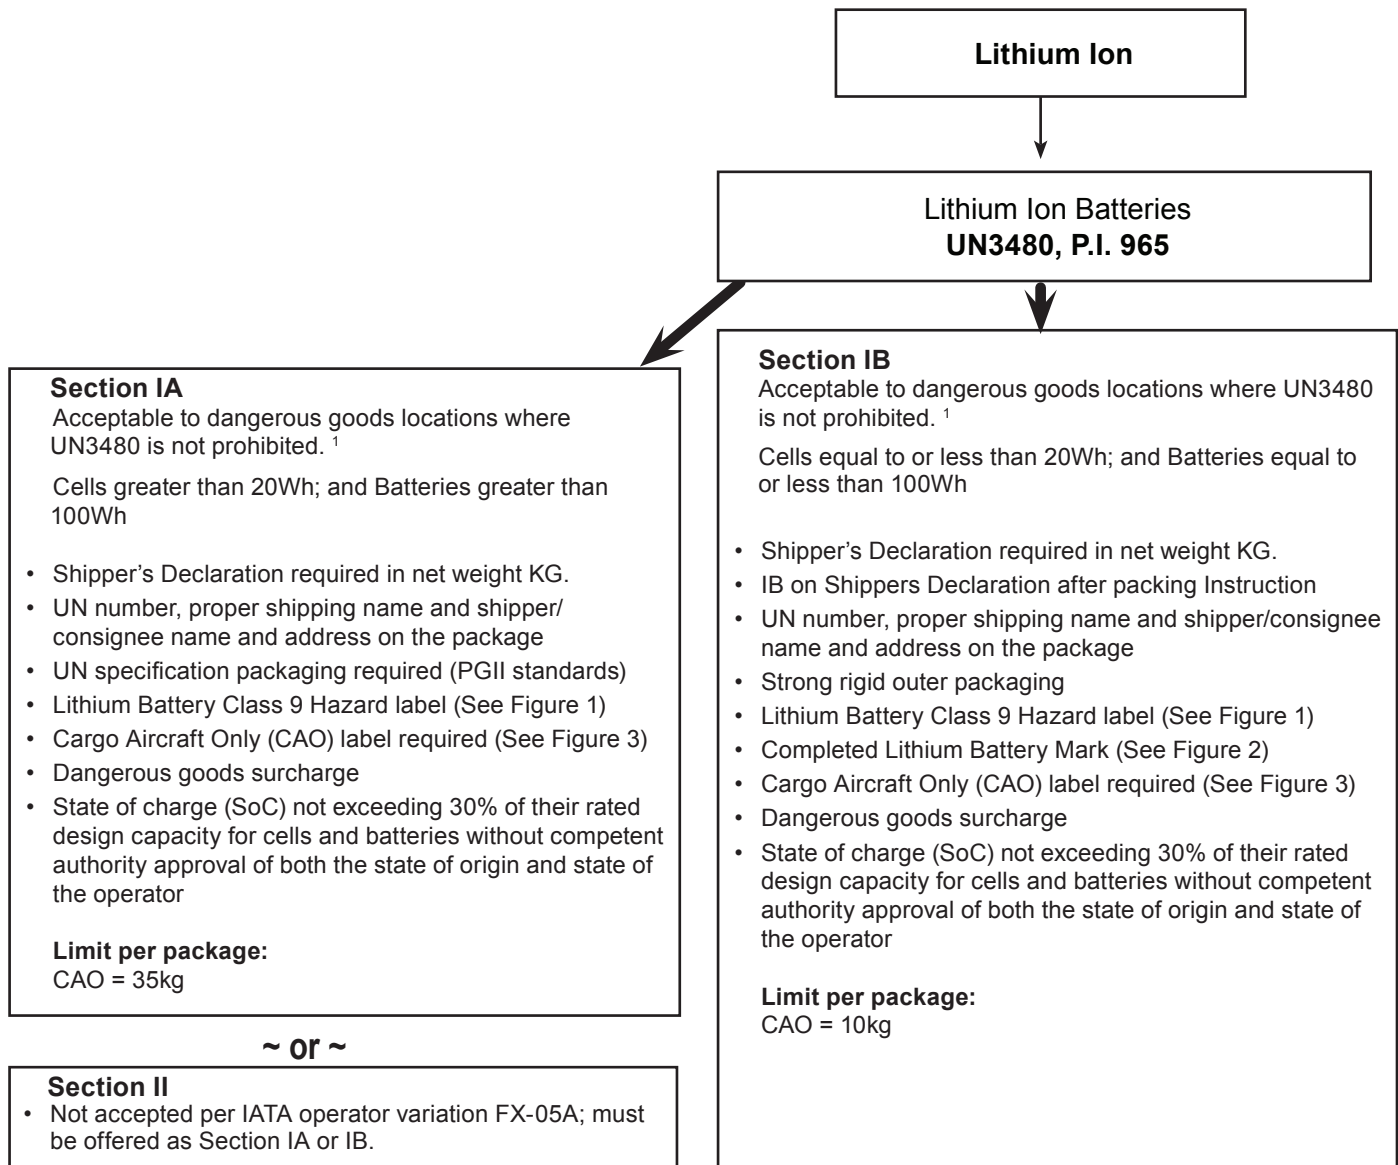 Lithium Ion
Lithium Ion Batteries
UN3480, P.I. 965
Section IA
Acceptable to dangerous goods locations where
UN3480 is not prohibited. 1
Cells greater than 20Wh; and Batteries greater than
100Wh
• Shipper's Declaration required in net weight KG.
• UN number, proper shipping name and shipper/
consignee name and address on the package
• UN specification packaging required (PGII standards)
• Lithium Battery Class 9 Hazard label (See Figure 1)
• Cargo Aircraft Only (CAO) label required (See Figure 3)
• Dangerous goods surcharge
• State of charge (SoC) not exceeding 30% of their rated
design capacity for cells and batteries without competent
authority approval of both the state of origin and state of
the operator
Limit per package:
CAO = 35kg
~ or ~
Section II
• Not accepted per IATA operator variation FX-05A; must
be offered as Section IA or IB.
Section IB
Acceptable to dangerous goods locations where UN3480
is not prohibited. 1
Cells equal to or less than 20Wh; and Batteries equal to
or less than 100Wh
• Shipper's Declaration required in net weight KG.
• IB on Shippers Declaration after packing Instruction
• UN number, proper shipping name and shipper/consignee
name and address on the package
• Strong rigid outer packaging
• Lithium Battery Class 9 Hazard label (See Figure 1)
• Completed Lithium Battery Mark (See Figure 2)
• Cargo Aircraft Only (CAO) label required (See Figure 3)
• Dangerous goods surcharge
• State of charge (SoC) not exceeding 30% of their rated
design capacity for cells and batteries without competent
authority approval of both the state of origin and state of
the operator
Limit per package:
CAO = 10kg